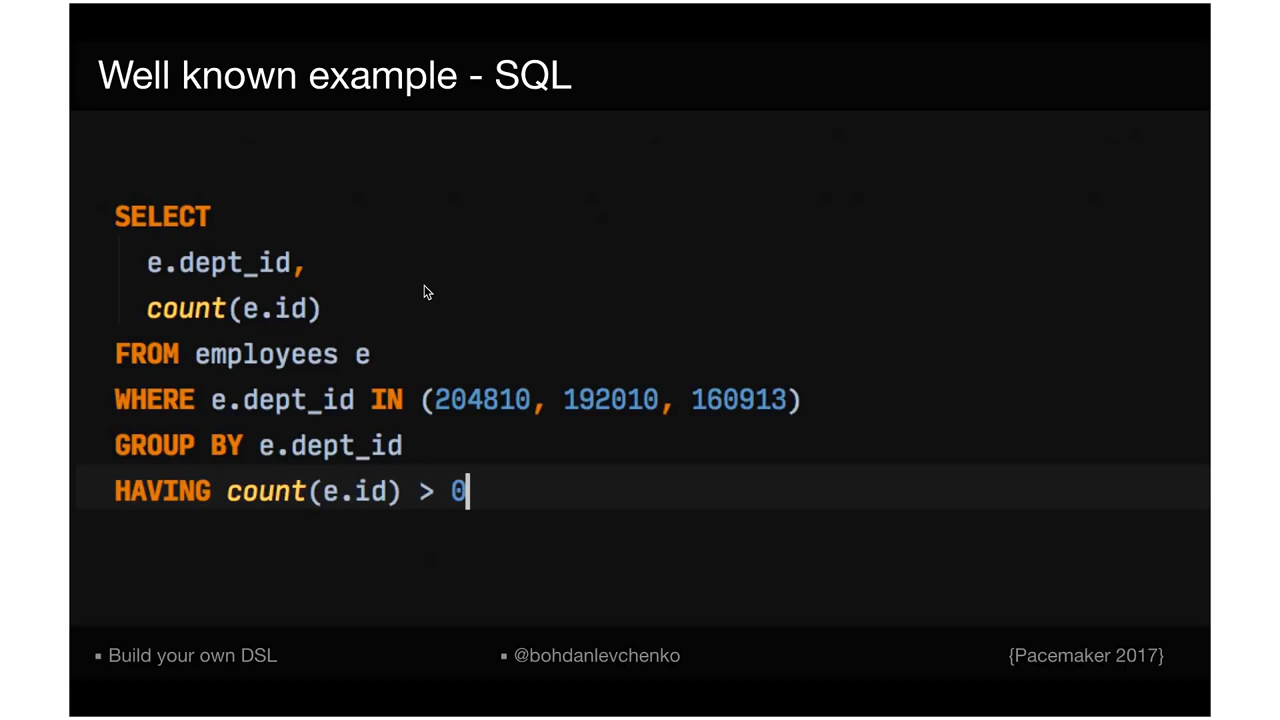 Well known example - SQL
SELECT
e.dept_id,
count(e.id)
FROM employees e
WHERE e.dept_id IN (204810, 192010, 160913)
GROUP BY e.dept_id
HAVING count(e.id) > 0
▪ Build your own DSL
▪ @bohdanlevchenko
{Pacemaker 2017}